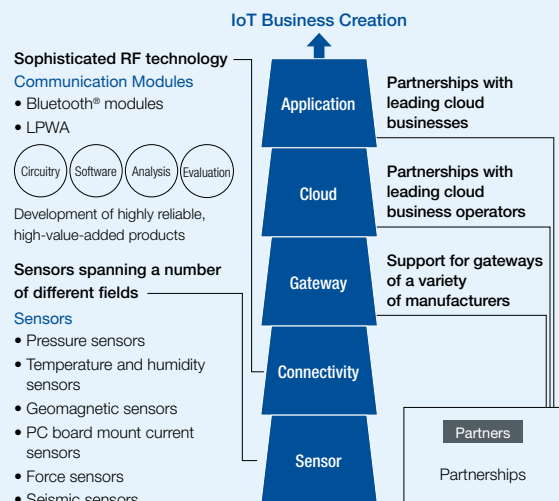 IoT Business Creation
Sophisticated RF technology
Communication Modules
• Bluetooth® modules
• LPWA
Circuitry
Software
Analysis
Evaluation
Development of highly reliable,
high-value-added products
Sensors spanning a number
of different fields
Sensors
• Pressure sensors
• Temperature and humidity
sensors
• Geomagnetic sensors
• PC board mount current
sensors
• Force sensors
• Seismic sensors
Application
Cloud
Gateway
Connectivity
Sensor
Partnerships with
leading cloud
businesses
Partnerships with
leading cloud
business operators
Support for gateways
of a variety
of manufacturers
Partners
Partnerships